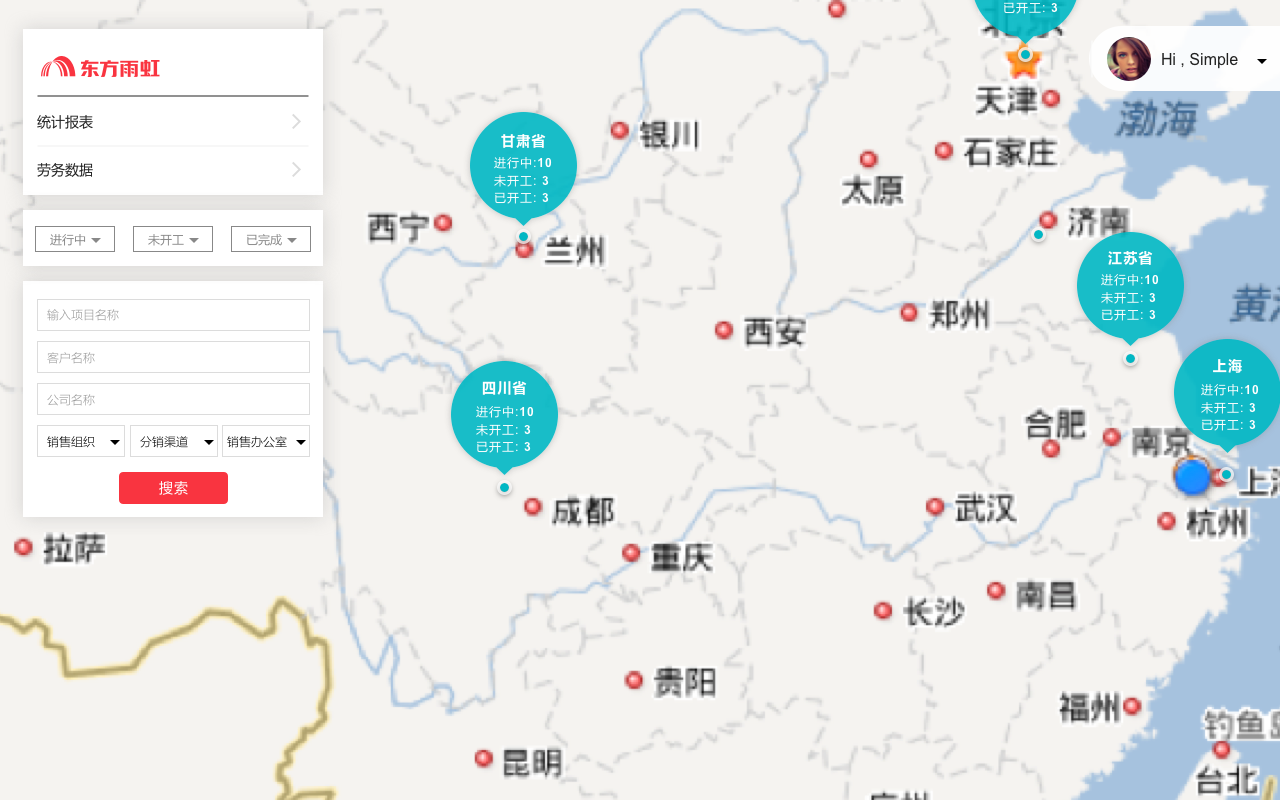 东方雨虹
统计报表
劳务数据
进行中
未开工
已完成
输入项目名称
客户名称
公司名称
销售组织
分销渠道
销售办公室
搜索
Hi , Simple
已开工: 3
北京
天津
渤海
石家庄
太原
济南
银川
甘肃省
进行中:10
未开工: 3
已开工: 3
西宁
兰州
江苏省
进行中:10
未开工: 3
已开工: 3
郑州
西安
上海
进行中:10
未开工: 3
已开工: 3
四川省
进行中:10
未开工: 3
已开工: 3
合肥
南京
成都
武汉
杭州
拉萨
重庆
南昌
长沙
贵阳
福州
昆明
台北